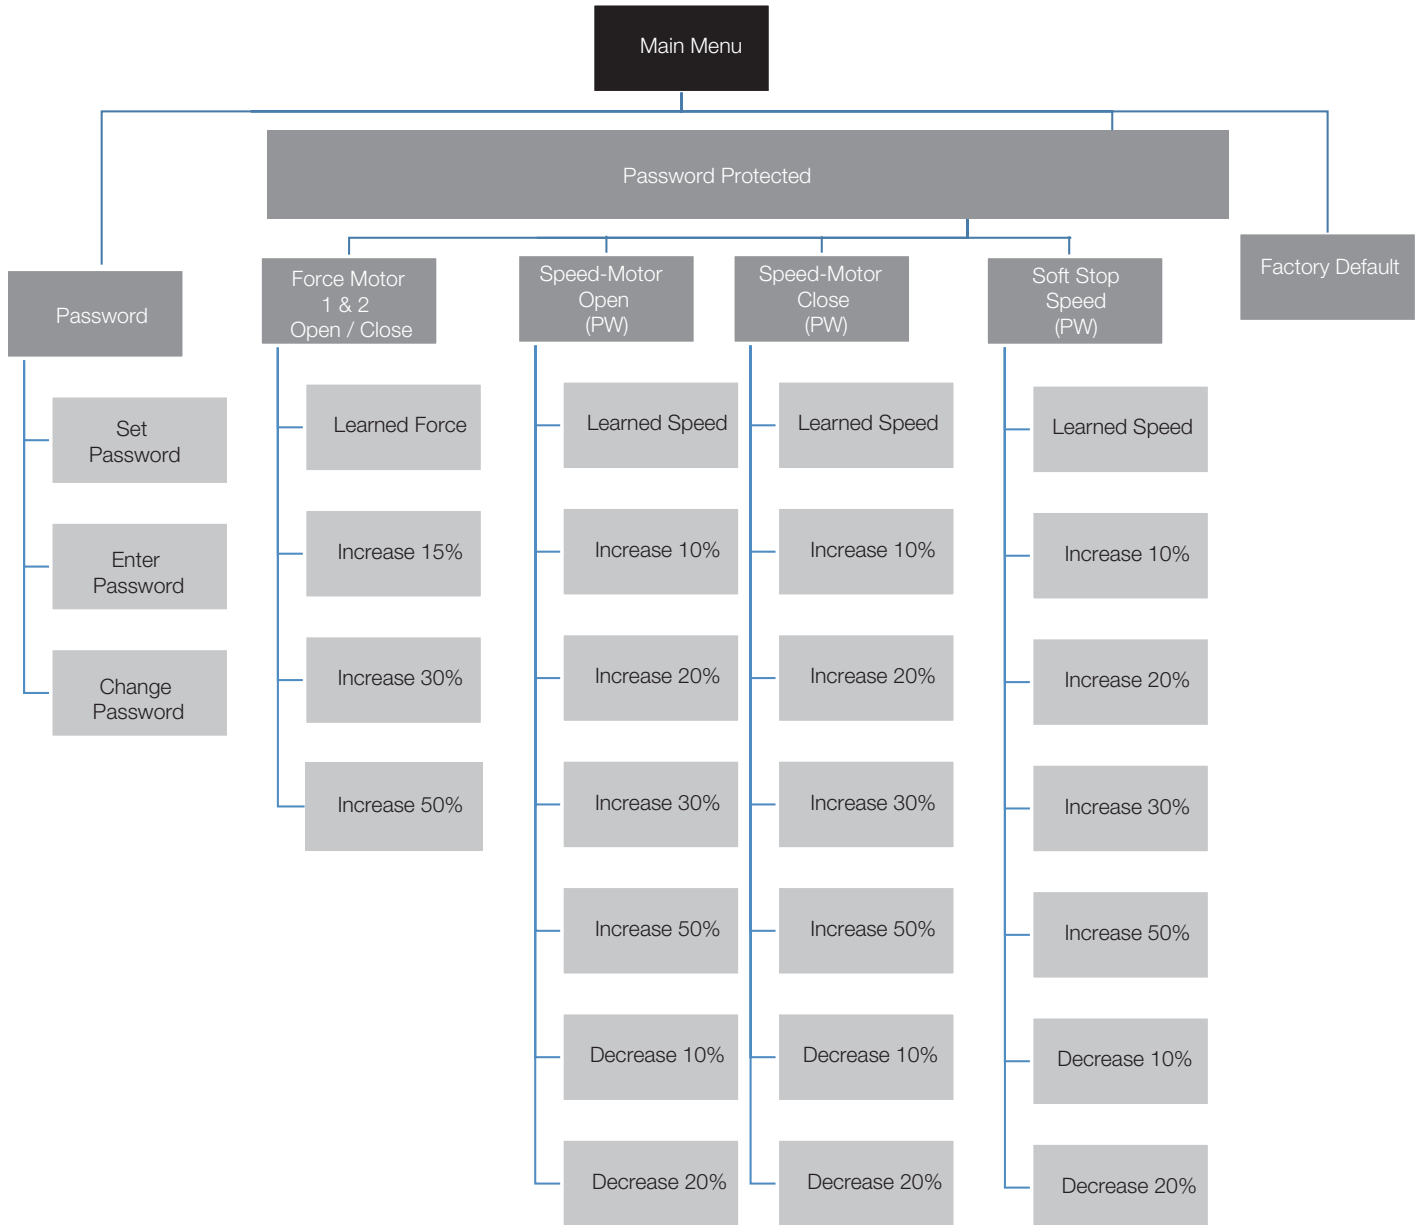 Main Menu
Password Protected
Password
Set
Password
Enter
Password
Change
Password
Force Motor
1 & 2
Open / Close
Learned Force
Increase 15%
Increase 30%
Increase 50%
Speed-Motor
Open
(PW)
Learned Speed
Increase 10%
Increase 20%
Increase 30%
Increase 50%
Decrease 10%
Decrease 20%
Speed-Motor
Close
(PW)
Learned Speed
Increase 10%
Increase 20%
Increase 30%
Increase 50%
Decrease 10%
Decrease 20%
Soft Stop
Speed
(PW)
Learned Speed
Increase 10%
Increase 20%
Increase 30%
Increase 50%
Decrease 10%
Decrease 20%
Factory Default